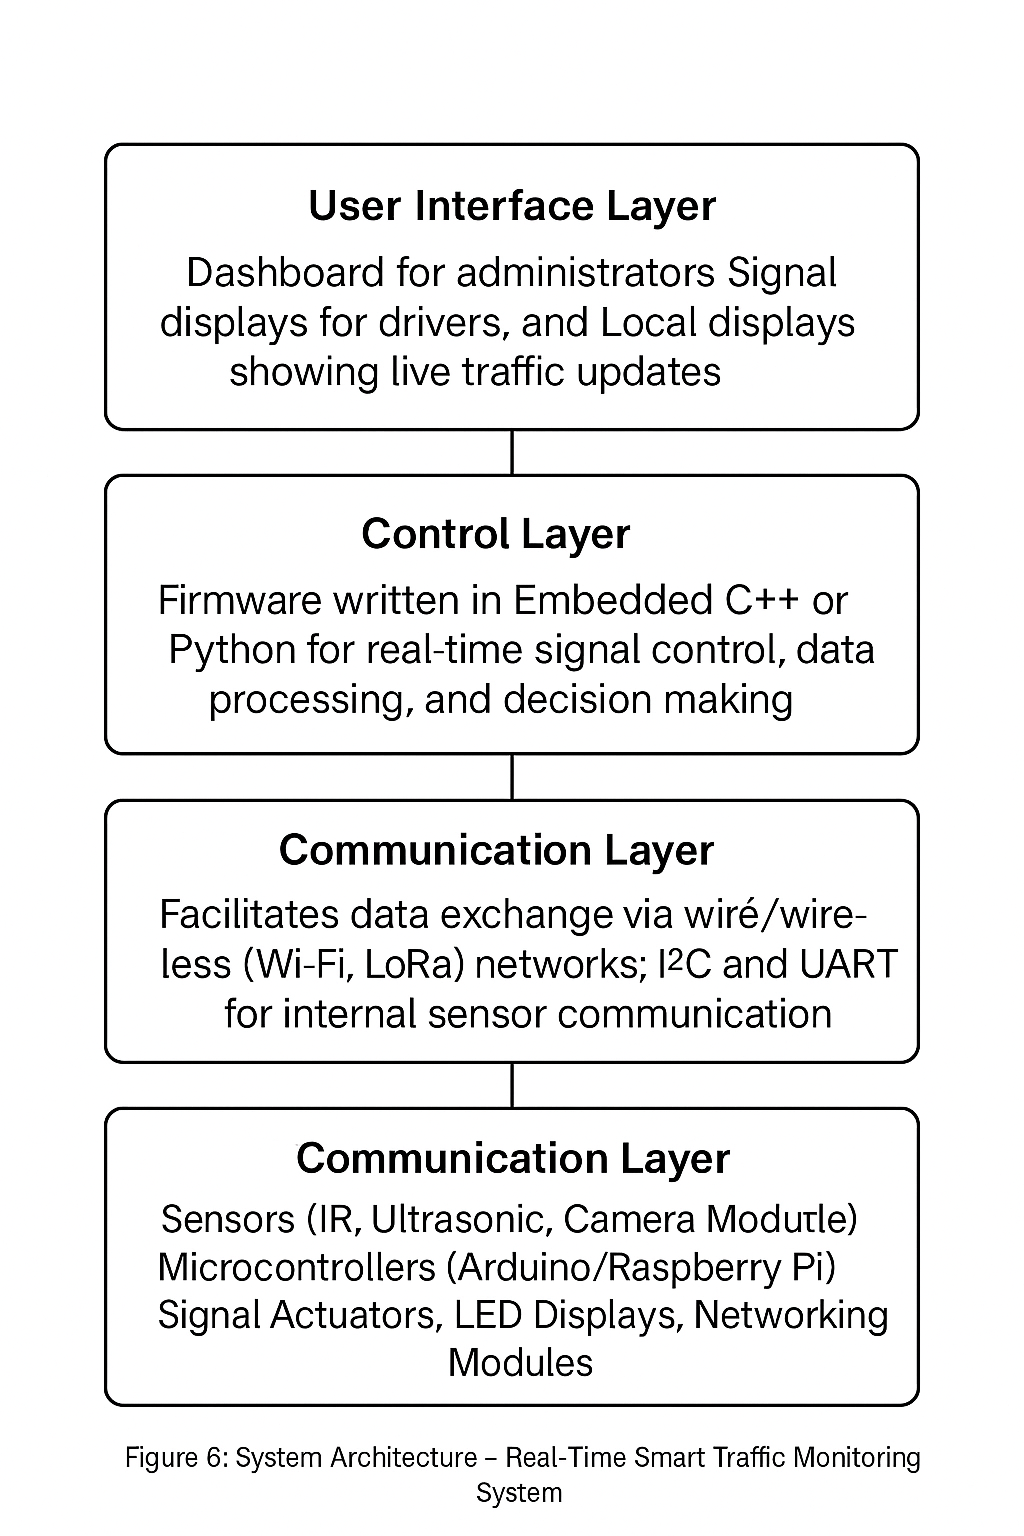 User Interface Layer
Dashboard for administrators Signal
displays for drivers, and Local displays
showing live traffic updates
Control Layer
Firmware written in Embedded C++ or
Python for real-time signal control, data
processing, and decision making
Communication Layer
Facilitates data exchange via wiré/wire-
less (Wi-Fi, LoRa) networks; I²C and UART
for internal sensor communication
Communication Layer
Sensors (IR, Ultrasonic, Camera Moduτle)
Microcontrollers (Arduino/Raspberry Pi)
Signal Actuators, LED Displays, Networking
Modules
Figure 6: System Architecture – Real-Time Smart Traffic Monitoring
System